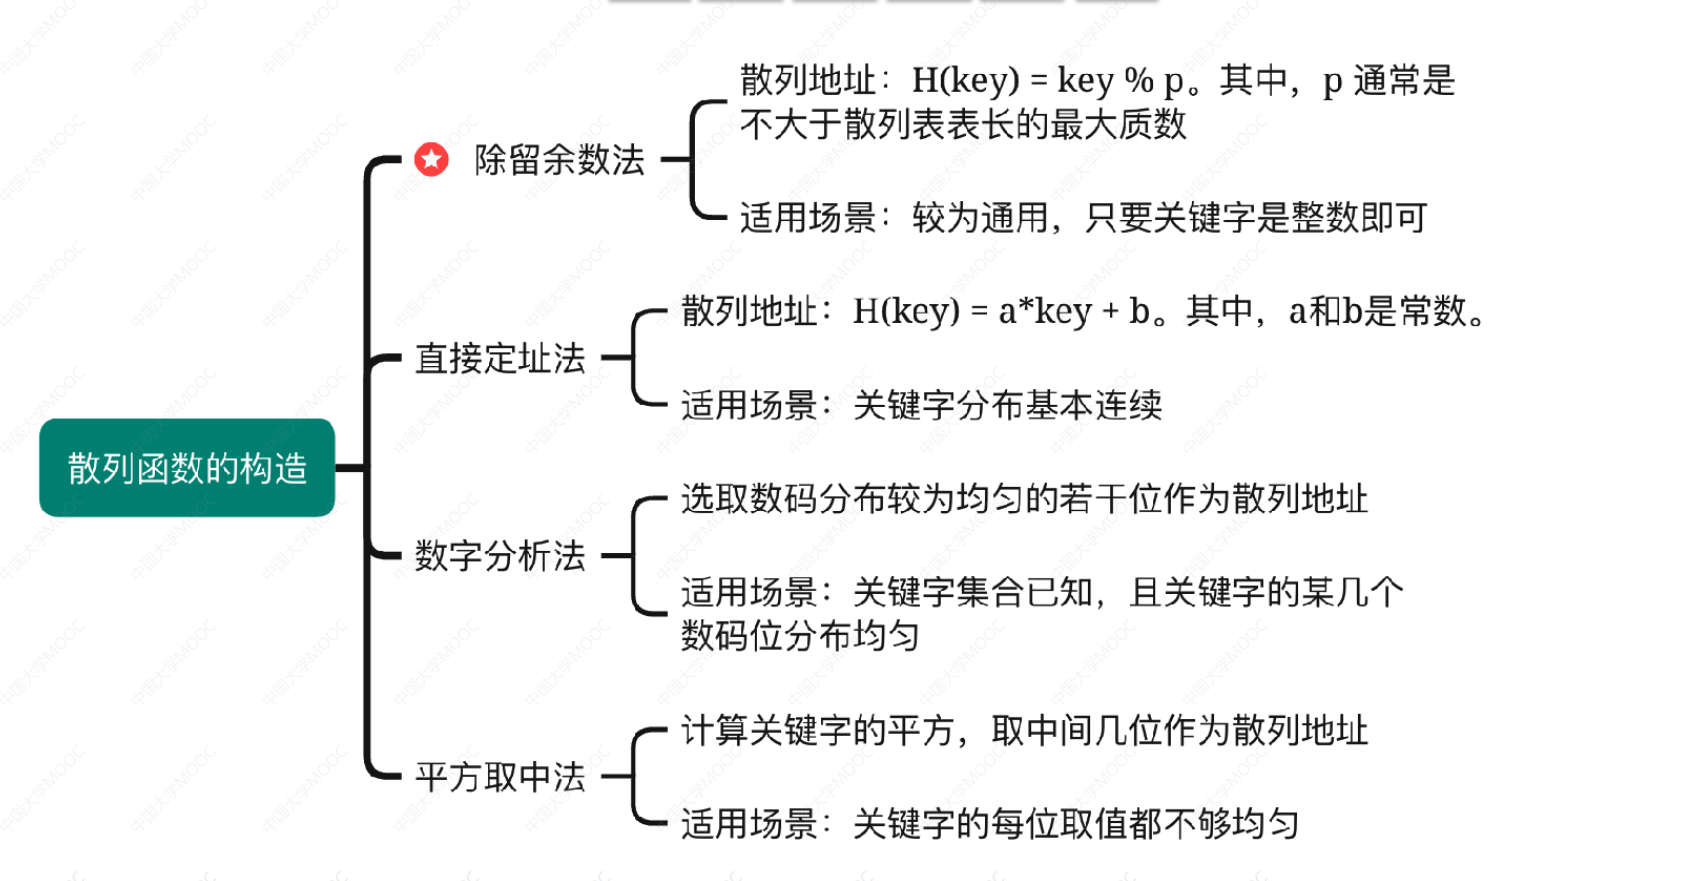 散列函数的构造
除留余数法
散列地址：H(key) = key % p。其中，p 通常是
不大于散列表表长的最大质数
适用场景：较为通用，只要关键字是整数即可
直接定址法
散列地址：H(key) = a*key + b。其中，a和b是常数。
适用场景：关键字分布基本连续
数字分析法
选取数码分布较为均匀的若干位作为散列地址
适用场景：关键字集合已知，且关键字的某几个
数码位分布均匀
平方取中法
计算关键字的平方，取中间几位作为散列地址
适用场景：关键字的每位取值都不够均匀
中国大学MOOC